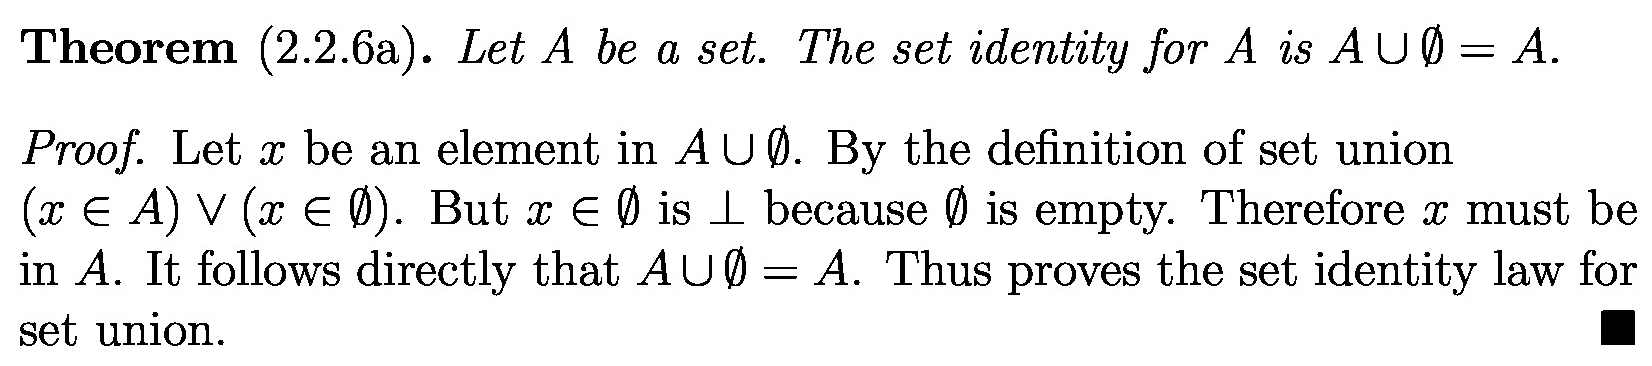 Theorem (2.2.6a). Let A be a set. The set identity for A is A ∪ ∅ = A.
Proof. Let x be an element in A ∪ ∅. By the definition of set union
(x ∈ A) ∨ (x ∈ ∅). But x ∈ ∅ is ⊥ because ∅ is empty. Therefore x must be
in A. It follows directly that A ∪ ∅ = A. Thus proves the set identity law for
set union. ■